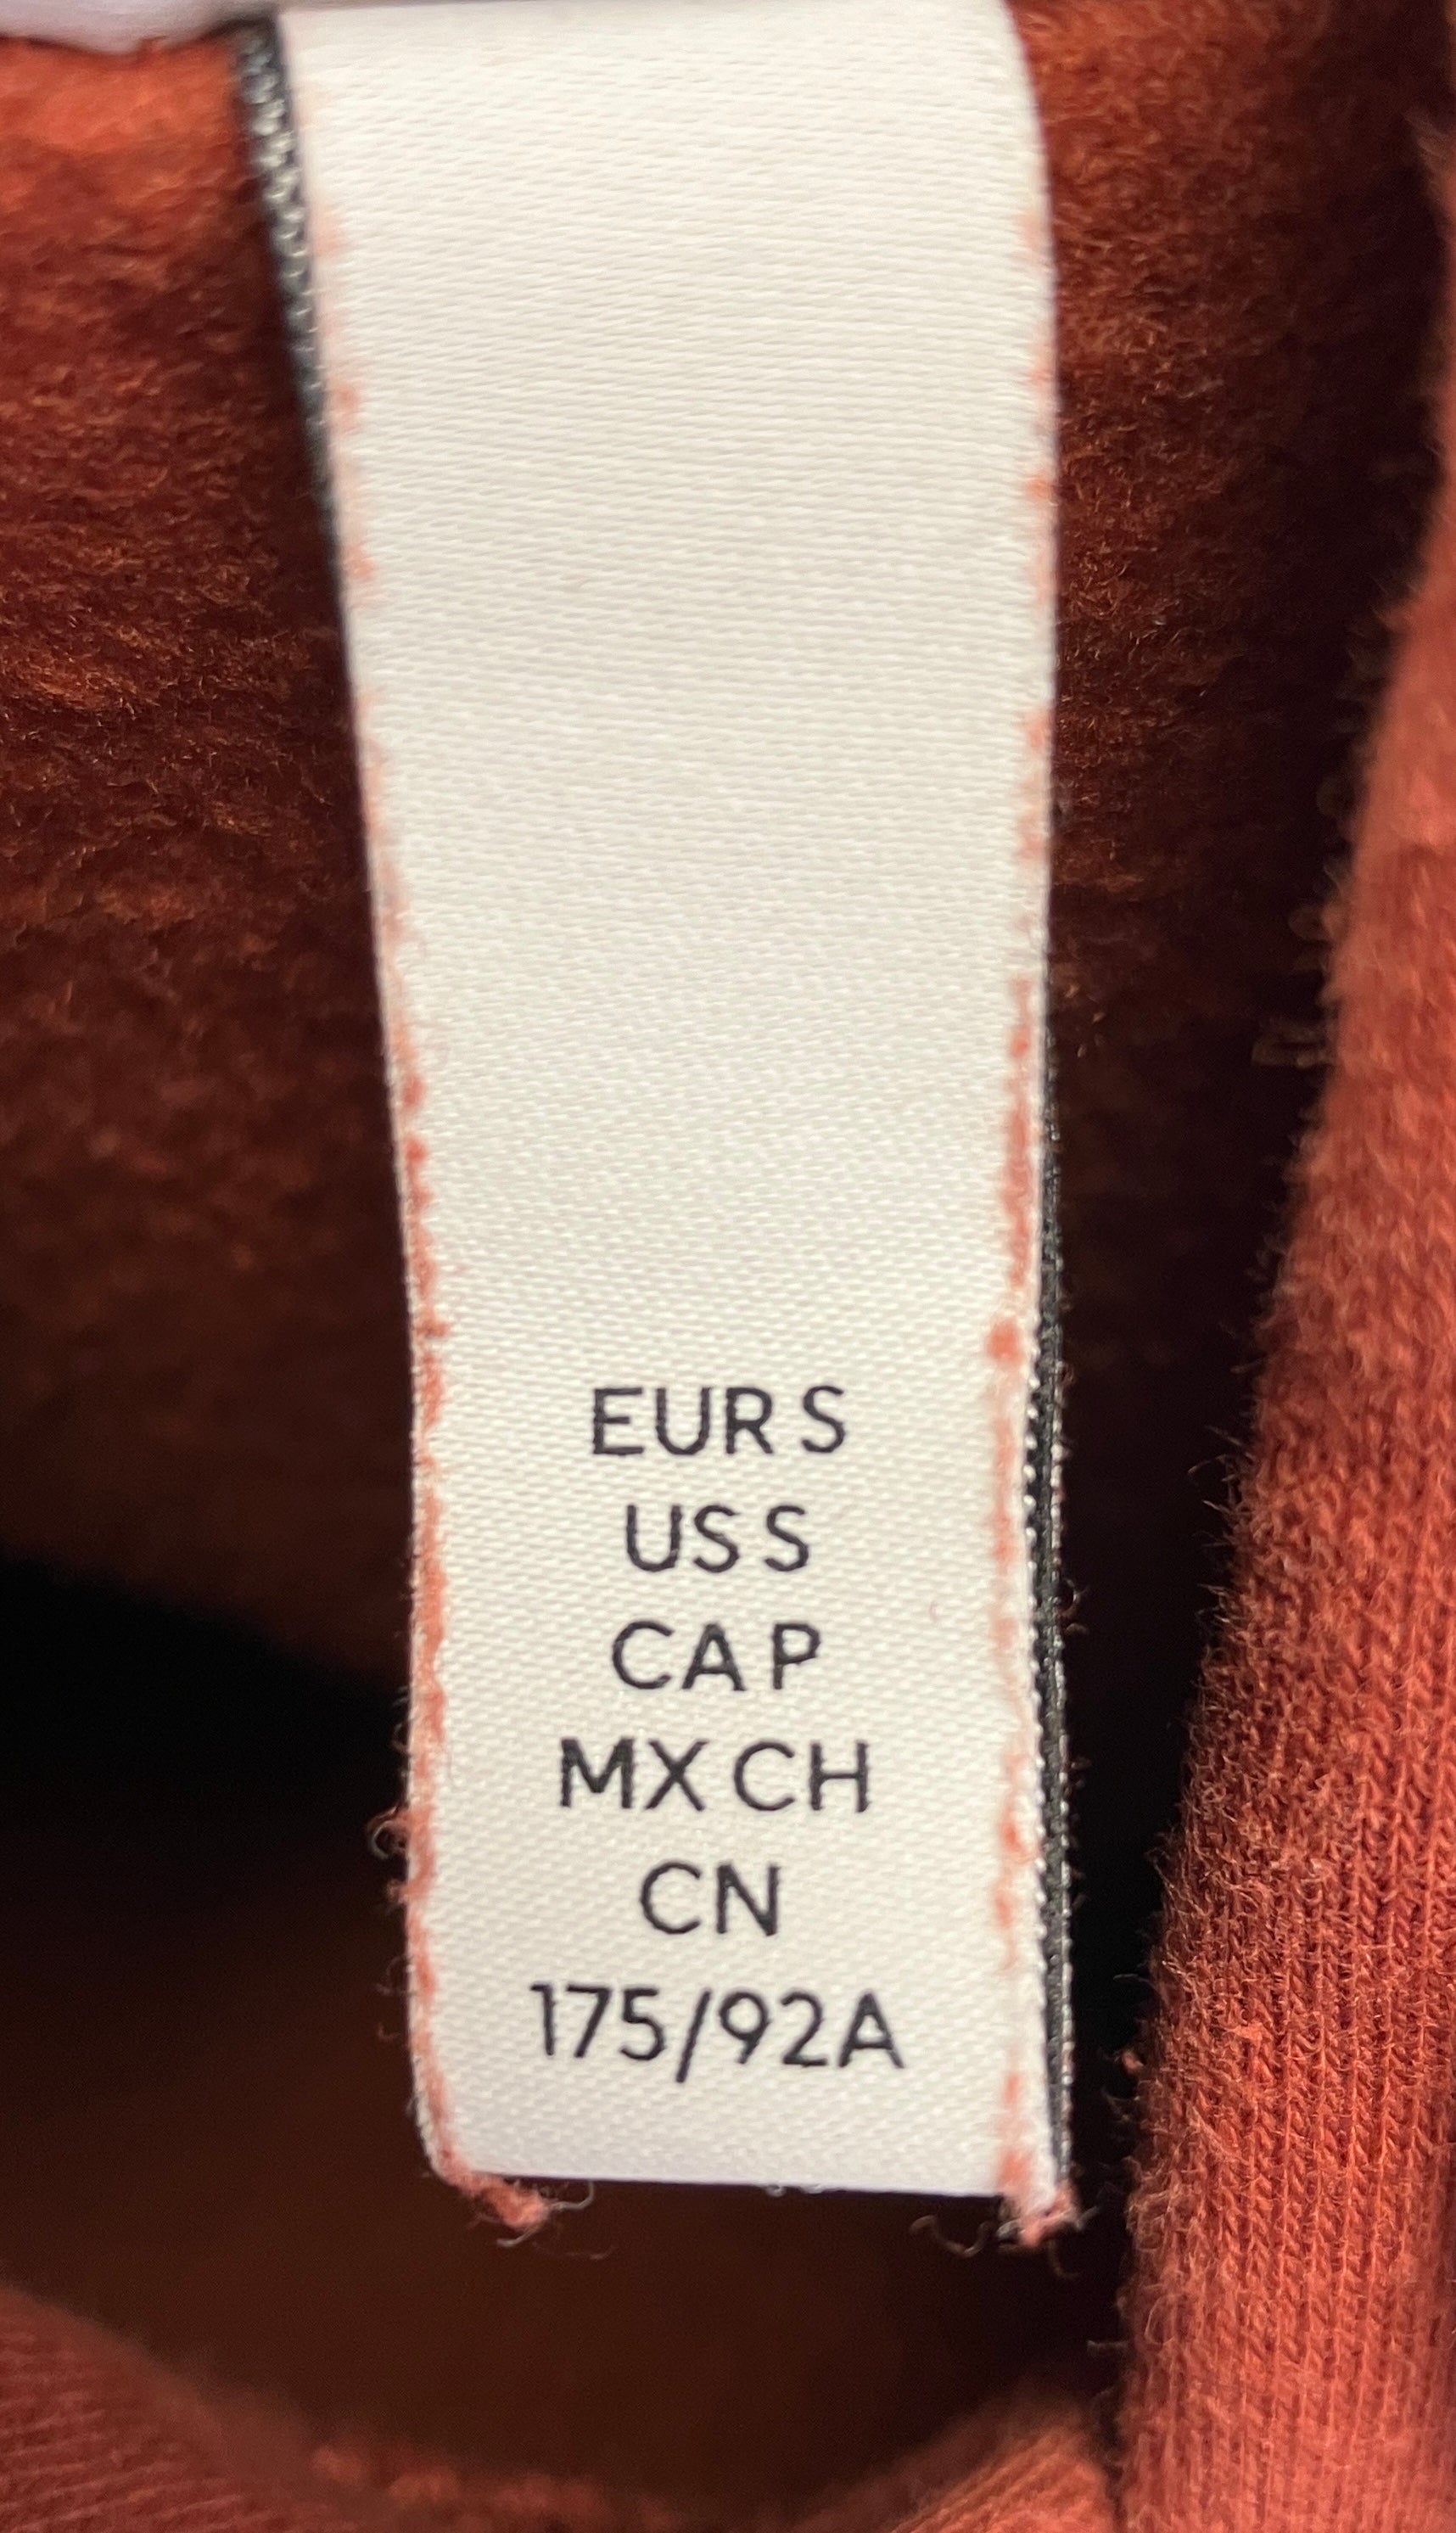 EUR S
US S
CA P
MX CH
CN
175/92A